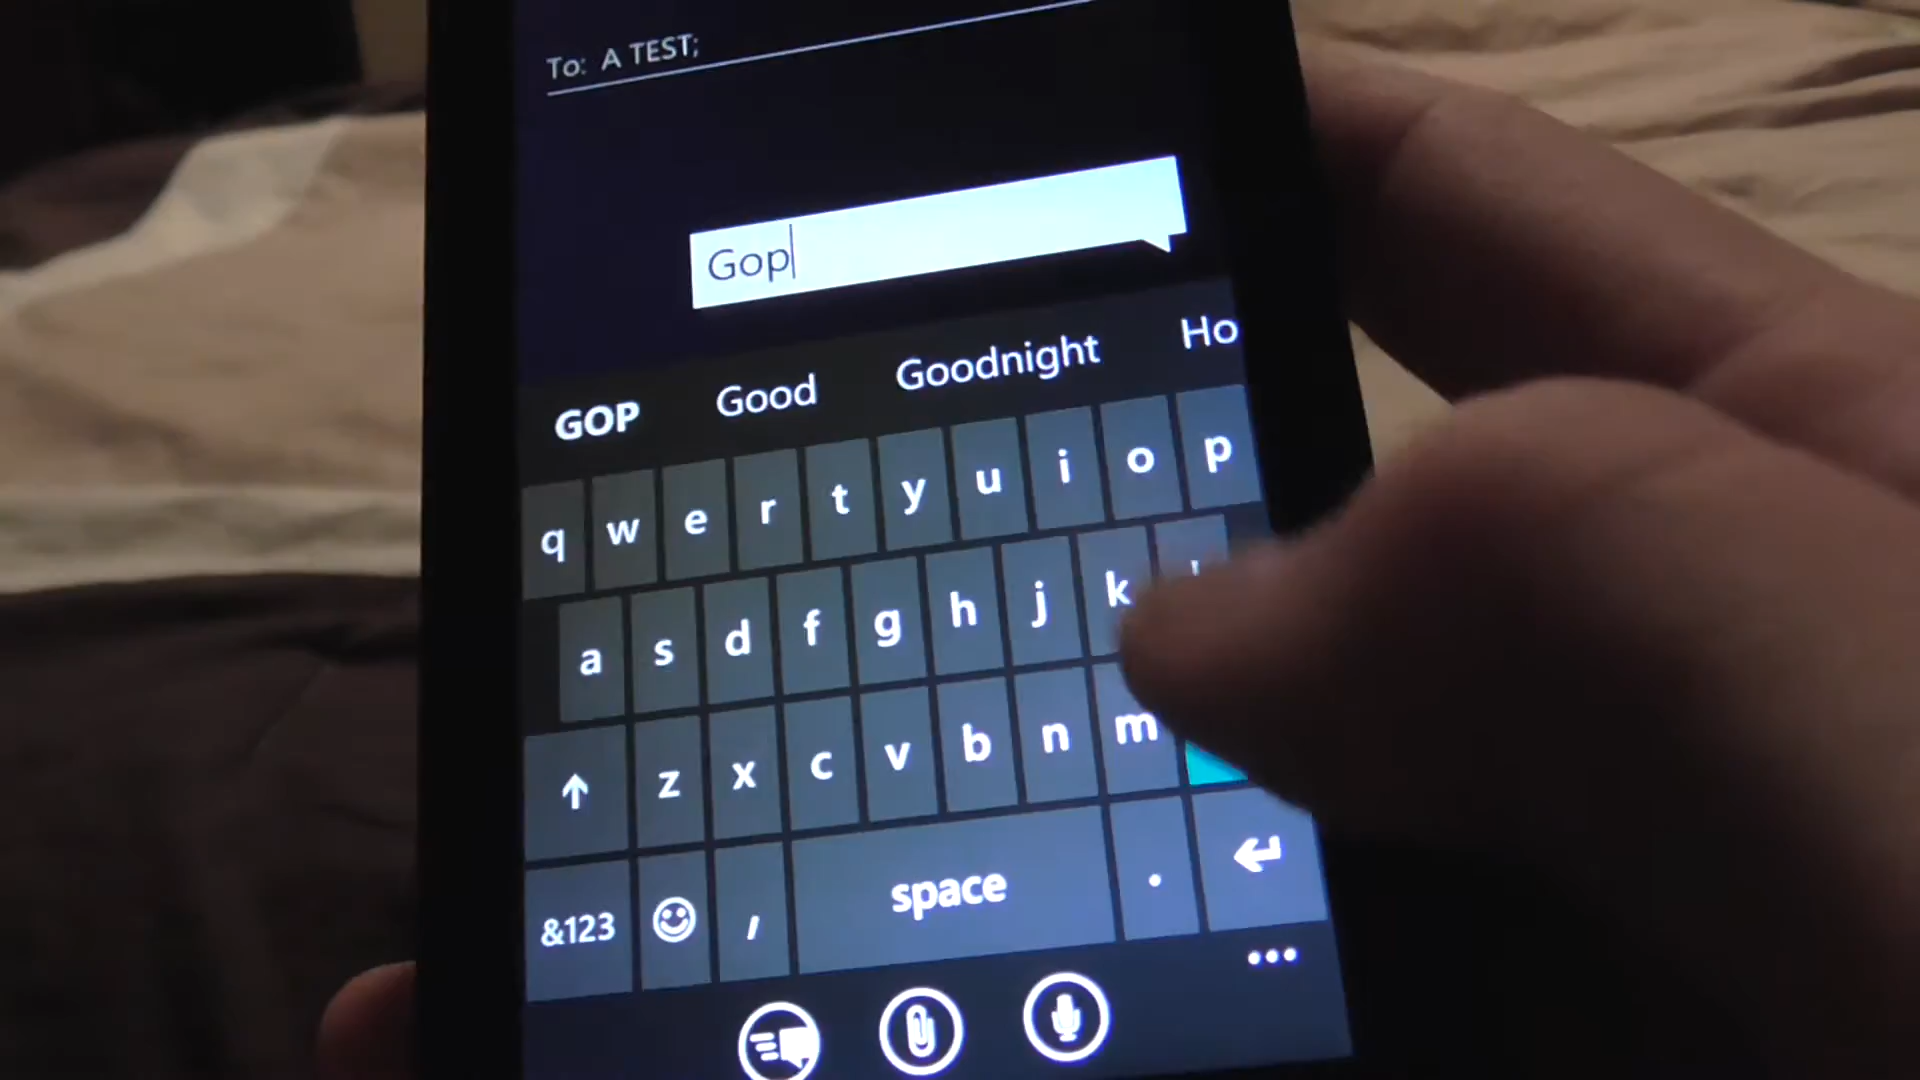 To: A TEST;
Gop
GOP Good Goodnight Ho
q w e r t y u i o p
a s d f g h j k
z x c v b n m
&123 , space .